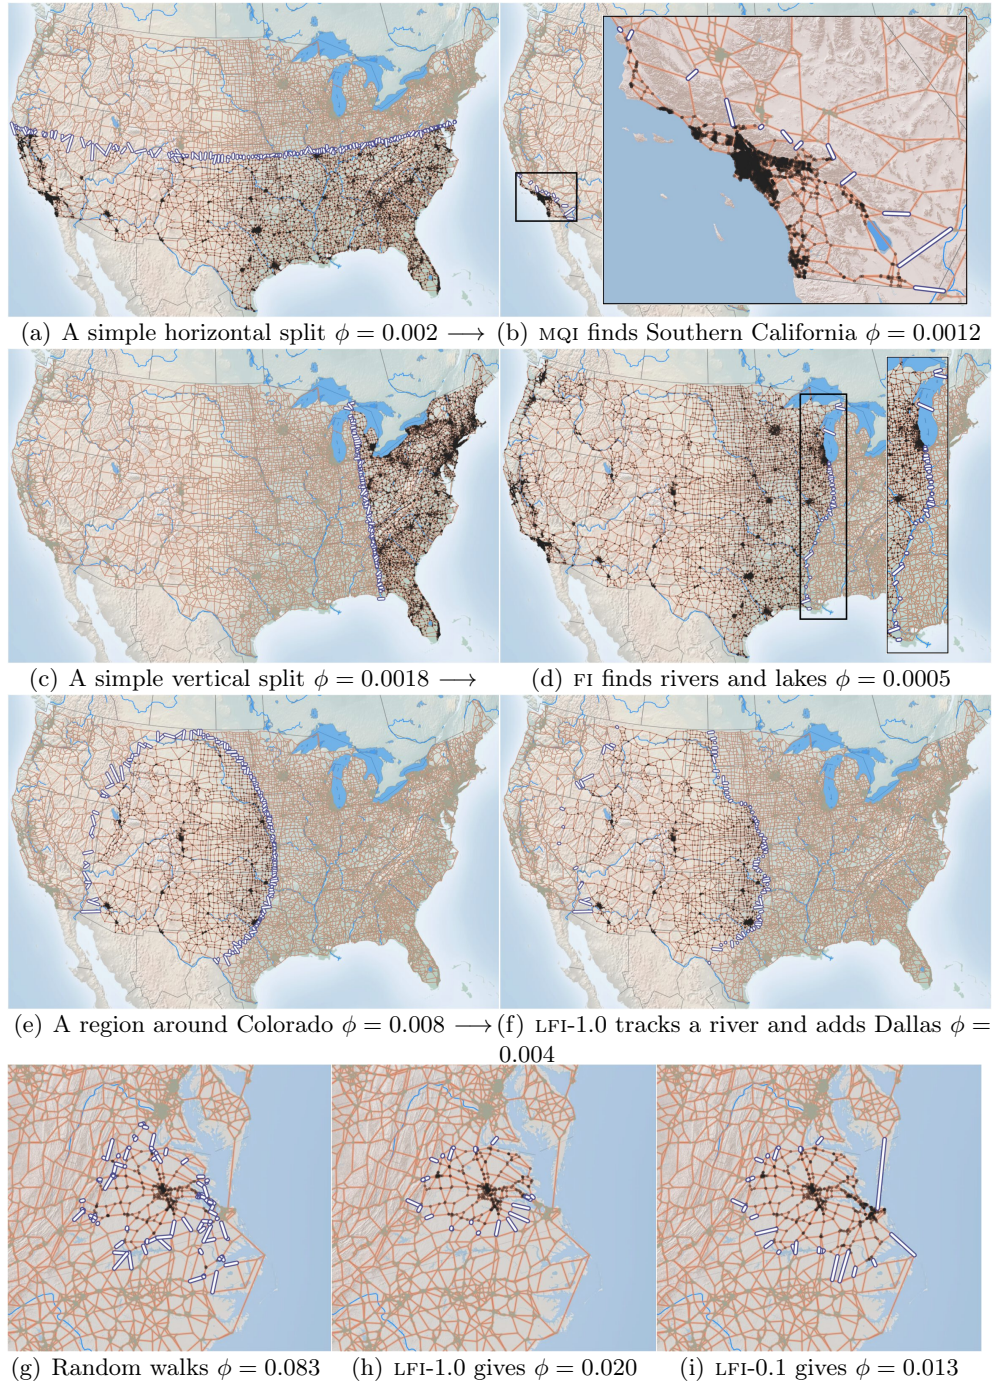 (a) A simple horizontal split ϕ = 0.002 ⟶ (b) MQI finds Southern California ϕ = 0.0012
(c) A simple vertical split ϕ = 0.0018 ⟶ (d) FI finds rivers and lakes ϕ = 0.0005
(e) A region around Colorado ϕ = 0.008 ⟶ (f) LFI-1.0 tracks a river and adds Dallas ϕ =
0.004
(g) Random walks ϕ = 0.083 (h) LFI-1.0 gives ϕ = 0.020 (i) LFI-0.1 gives ϕ = 0.013